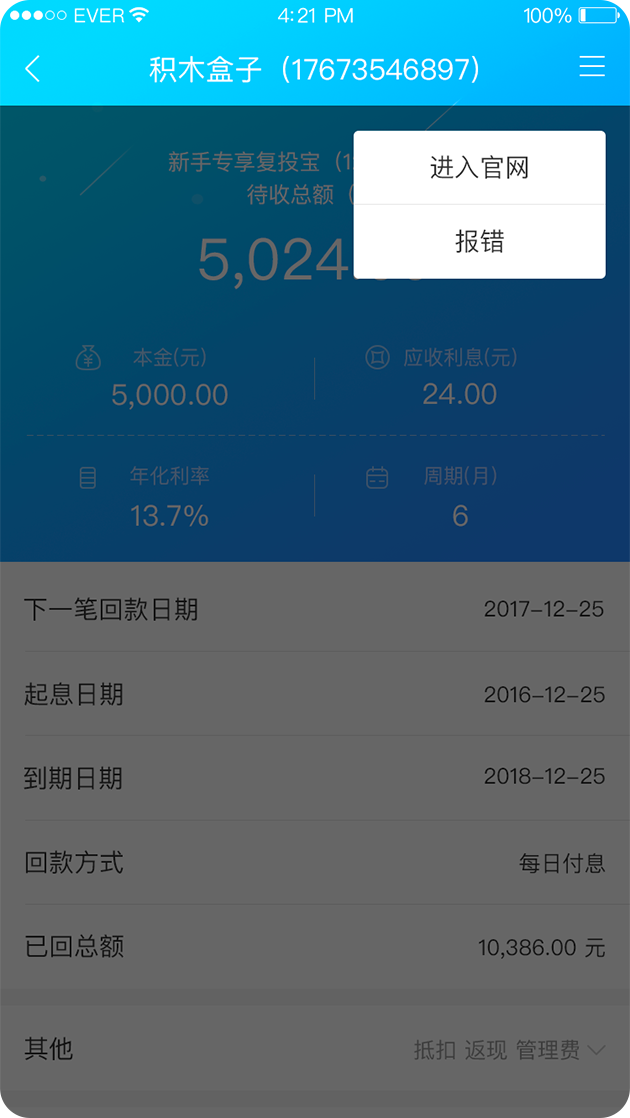 EVER 4:21 PM 100%
积木盒子（17673546897）
新手专享复投宝（1
待收总额（
5,024
进入官网
报错
本金(元) 应收利息(元)
5,000.00 24.00
年化利率 周期(月)
13.7% 6
下一笔回款日期 2017-12-25
起息日期 2016-12-25
到期日期 2018-12-25
回款方式 每日付息
已回总额 10,386.00 元
其他 抵扣 返现 管理费